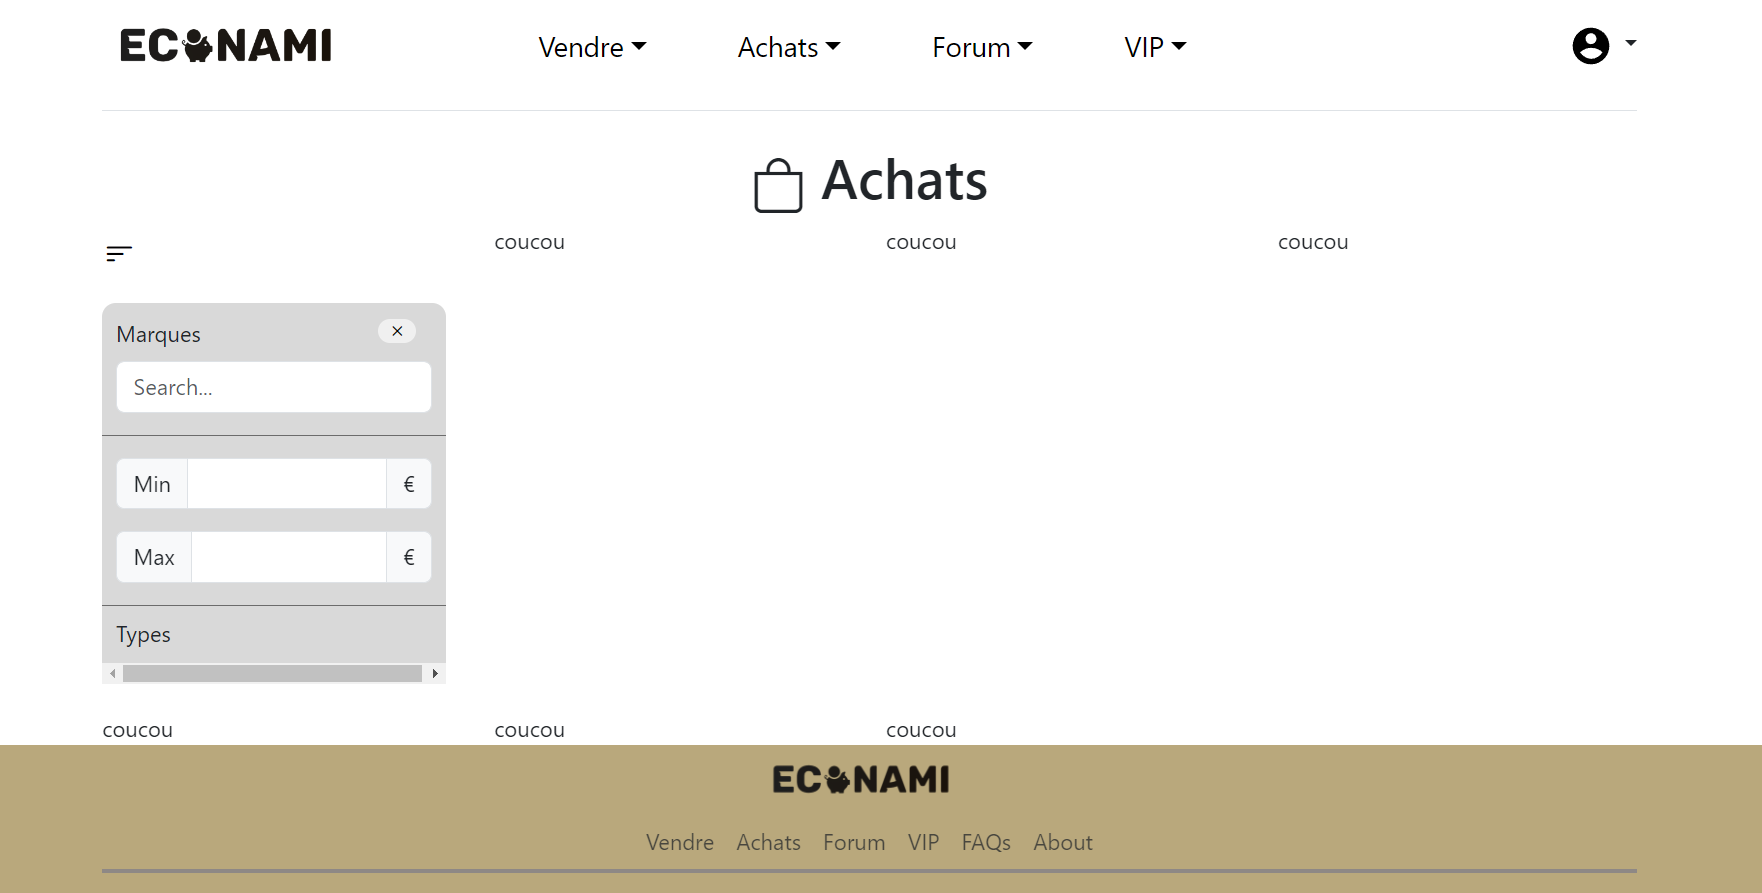 ECONAMI Vendre Achats Forum VIP
Achats
coucou coucou coucou
Marques
Search...
Min €
Max €
Types
coucou coucou coucou
ECONAMI
Vendre Achats Forum VIP FAQs About